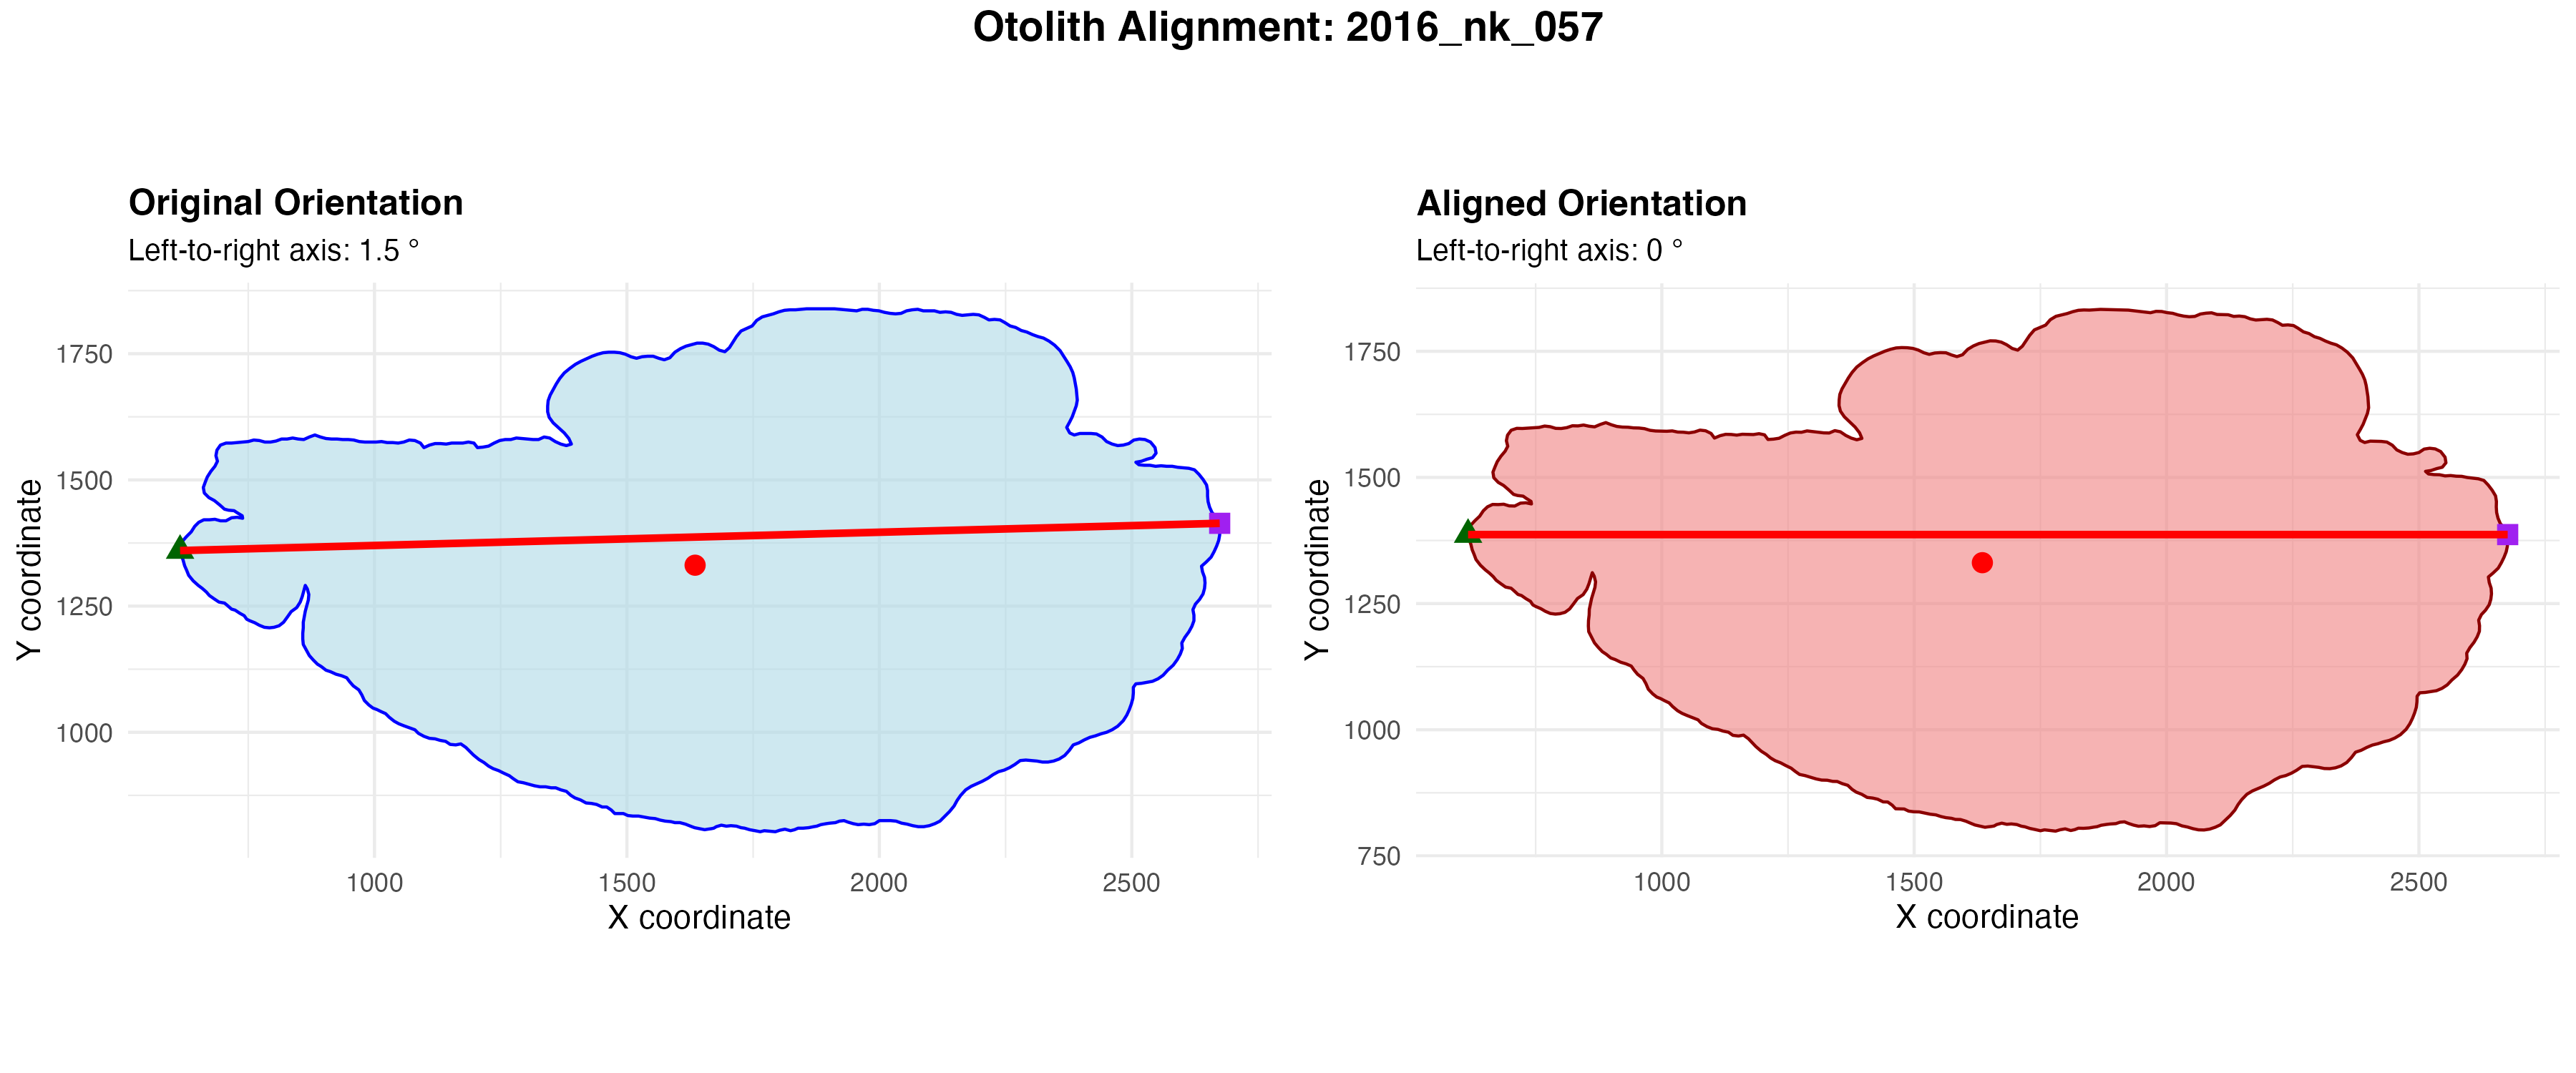 Otolith Alignment: 2016_nk_057
Original Orientation
Left-to-right axis: 1.5 °
1750
1500
1250
1000
Y coordinate
1000 1500 2000 2500
X coordinate
Aligned Orientation
Left-to-right axis: 0 °
1750
1500
1250
1000
750
Y coordinate
1000 1500 2000 2500
X coordinate